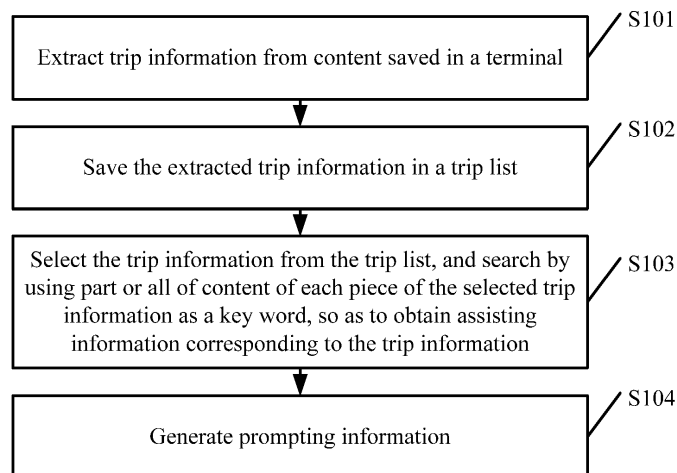 S101
Extract trip information from content saved in a terminal
S102
Save the extracted trip information in a trip list
S103
Select the trip information from the trip list, and search by
using part or all of content of each piece of the selected trip
information as a key word, so as to obtain assisting
information corresponding to the trip information
S104
Generate prompting information